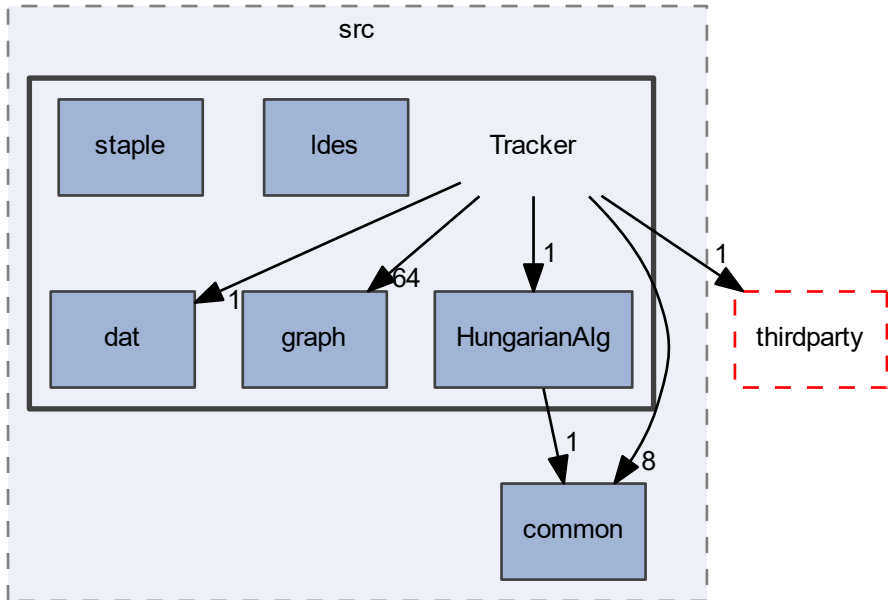 src
staple
ldes
Tracker
1
64
1
1
dat
graph
HungarianAlg
thirdparty
1
8
common